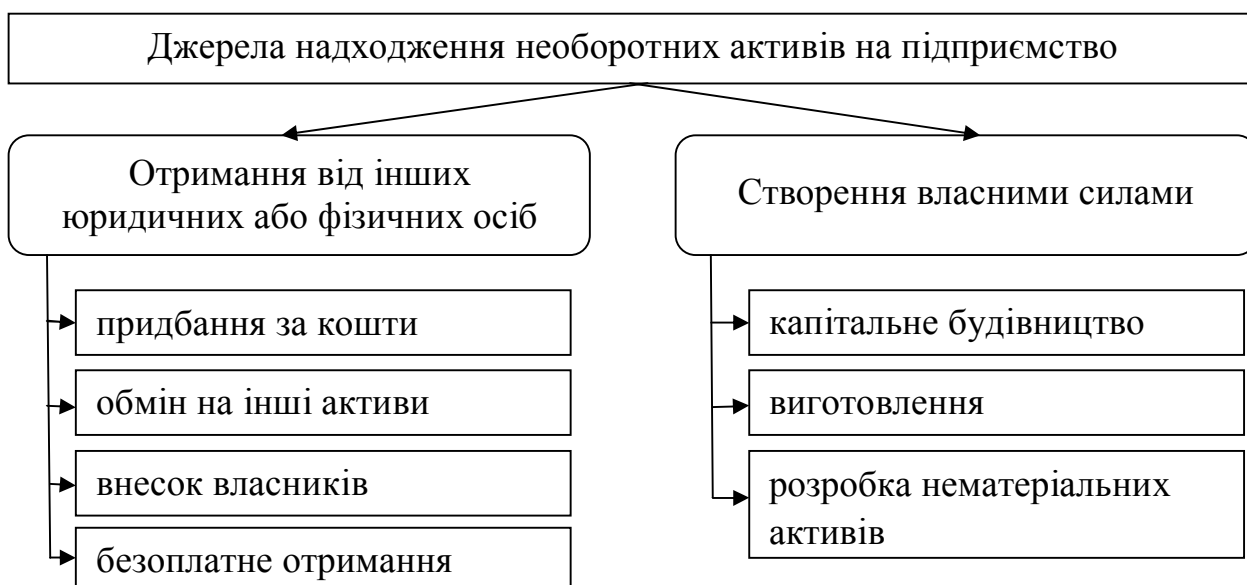 Джерела надходження необоротних активів на підприємство
Отримання від інших
юридичних або фізичних осіб
придбання за кошти
обмін на інші активи
внесок власників
безоплатне отримання
Створення власними силами
капітальне будівництво
виготовлення
розробка нематеріальних
активів